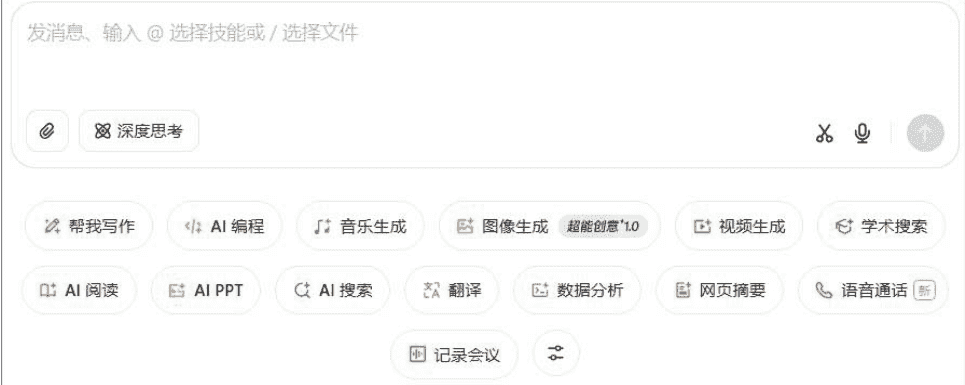 发消息、输入 @ 选择技能或 / 选择文件
深度思考
帮我写作 AI 编程 音乐生成 图像生成 超能创意1.0 视频生成 学术搜索
AI 阅读 AI PPT AI 搜索 翻译 数据分析 网页摘要 语音通话 新
记录会议